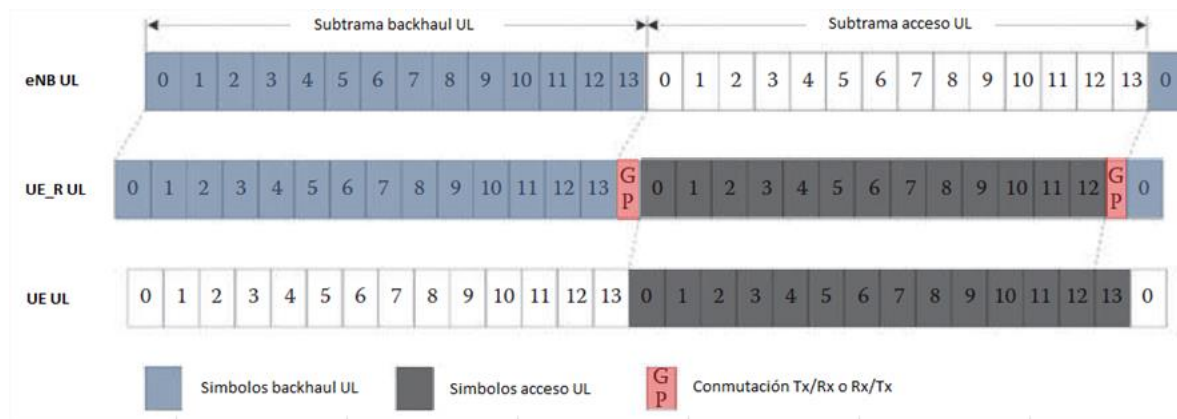 Subtrama backhaul UL Subtrama acceso UL
eNB UL 0 1 2 3 4 5 6 7 8 9 10 11 12 13 0 1 2 3 4 5 6 7 8 9 10 11 12 13 0
UE_R UL 0 1 2 3 4 5 6 7 8 9 10 11 12 13 GP 0 1 2 3 4 5 6 7 8 9 10 11 12 GP 0
UE UL 0 1 2 3 4 5 6 7 8 9 10 11 12 13 0 1 2 3 4 5 6 7 8 9 10 11 12 13 0
Simbolos backhaul UL Simbolos acceso UL GP Conmutación Tx/Rx o Rx/Tx